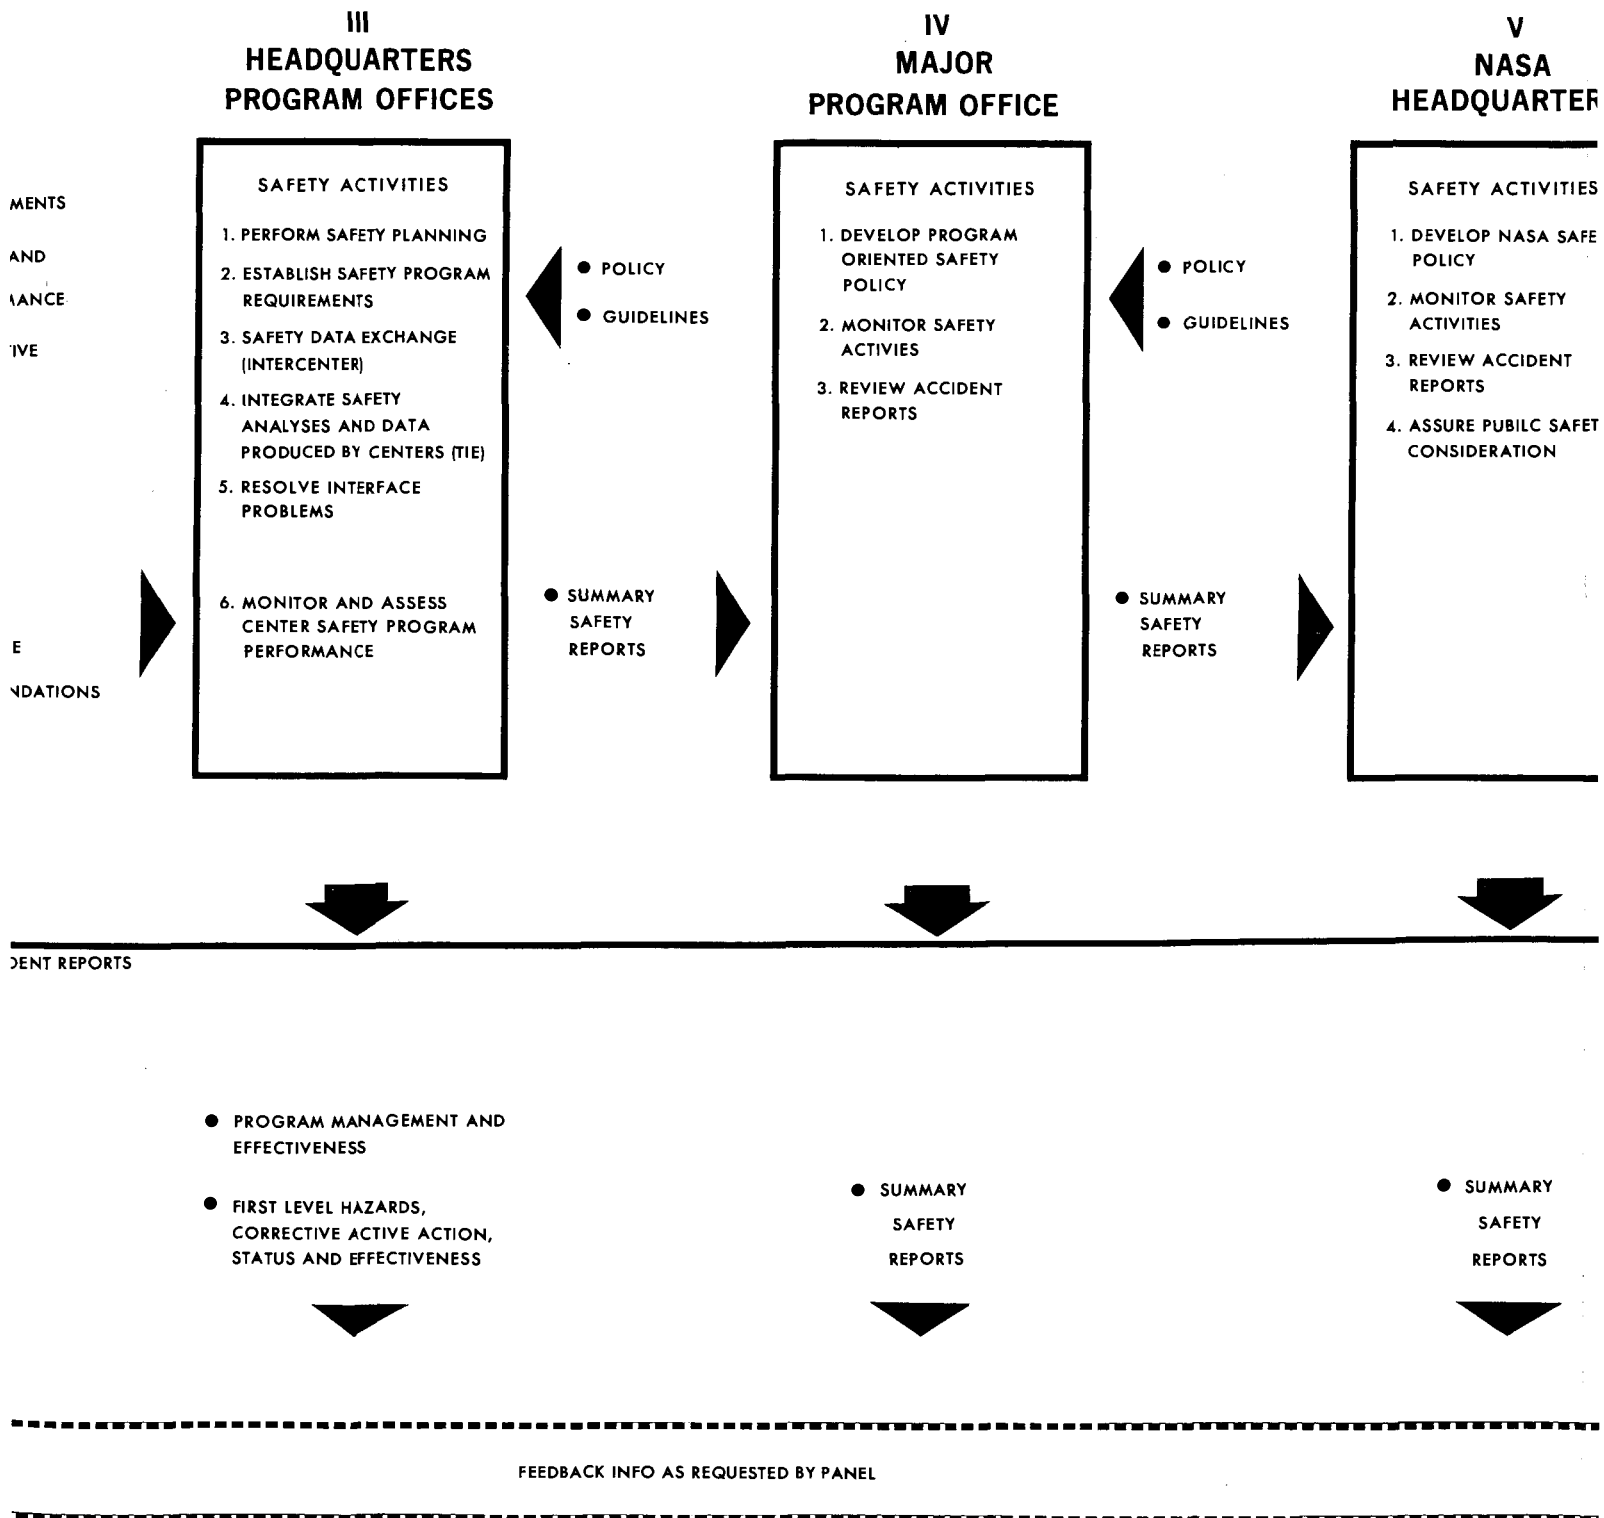 III
HEADQUARTERS
PROGRAM OFFICES
IV
MAJOR
PROGRAM OFFICE
V
NASA
HEADQUARTER
MENTS
AND
IVE
E
NDATIONS
SAFETY ACTIVITIES
1. PERFORM SAFETY PLANNING
2. ESTABLISH SAFETY PROGRAM
REQUIREMENTS
3. SAFETY DATA EXCHANGE
(INTERCENTER)
4. INTEGRATE SAFETY
ANALYSES AND DATA
PRODUCED BY CENTERS (TIE)
5. RESOLVE INTERFACE
PROBLEMS
6. MONITOR AND ASSESS
CENTER SAFETY PROGRAM
PERFORMANCE
● POLICY
● GUIDELINES
● SUMMARY
SAFETY
REPORTS
SAFETY ACTIVITIES
1. DEVELOP PROGRAM
ORIENTED SAFETY
POLICY
2. MONITOR SAFETY
ACTIVIES
3. REVIEW ACCIDENT
REPORTS
● POLICY
● GUIDELINES
● SUMMARY
SAFETY
REPORTS
SAFETY ACTIVITIES
1. DEVELOP NASA SAFE
POLICY
2. MONITOR SAFETY
ACTIVITIES
3. REVIEW ACCIDENT
REPORTS
4. ASSURE PUBILC SAFET
CONSIDERATION
DENT REPORTS
● PROGRAM MANAGEMENT AND
EFFECTIVENESS
● FIRST LEVEL HAZARDS,
CORRECTIVE ACTIVE ACTION,
STATUS AND EFFECTIVENESS
● SUMMARY
SAFETY
REPORTS
● SUMMARY
SAFETY
REPORTS
FEEDBACK INFO AS REQUESTED BY PANEL